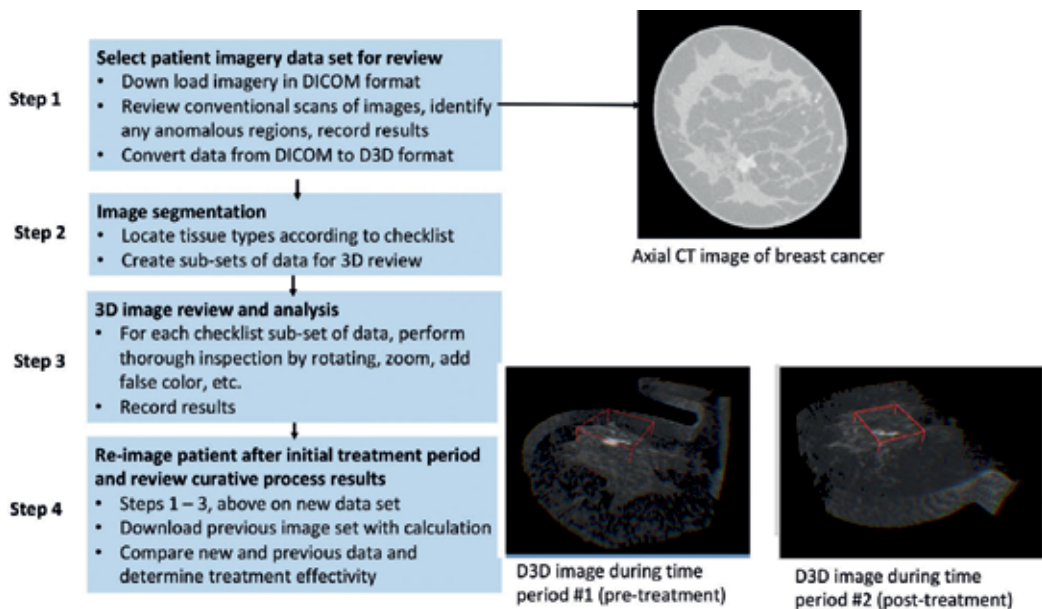 Step 1
Select patient imagery data set for review
• Down load imagery in DICOM format
• Review conventional scans of images, identify
any anomalous regions, record results
• Convert data from DICOM to D3D format
Axial CT image of breast cancer
Step 2
Image segmentation
• Locate tissue types according to checklist
• Create sub-sets of data for 3D review
Step 3
3D image review and analysis
• For each checklist sub-set of data, perform
thorough inspection by rotating, zoom, add
false color, etc.
• Record results
Step 4
Re-image patient after initial treatment period
and review curative process results
• Steps 1 – 3, above on new data set
• Download previous image set with calculation
• Compare new and previous data and
determine treatment effectivity
D3D image during time
period #1 (pre-treatment)
D3D image during time
period #2 (post-treatment)